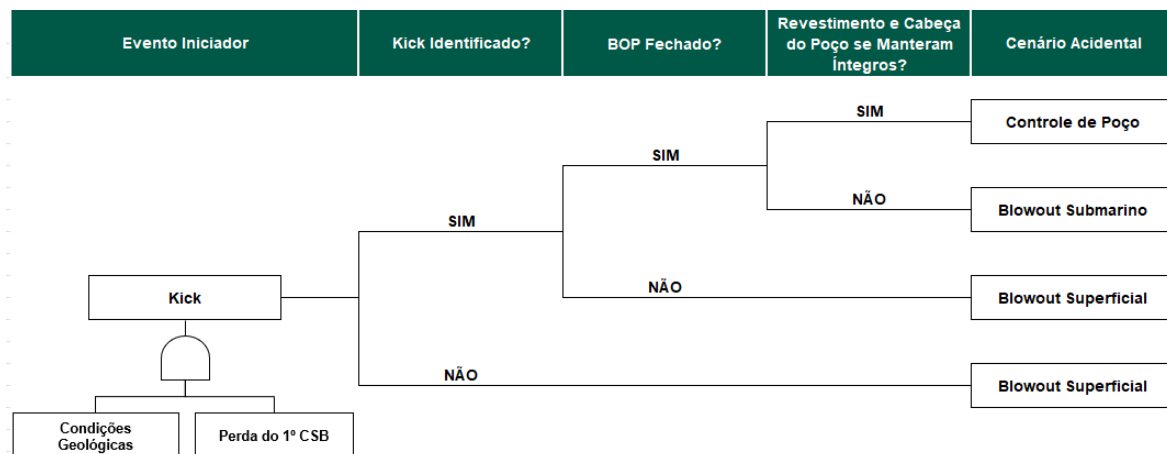 Evento Iniciador
Kick Identificado?
BOP Fechado?
Revestimento e Cabeça
do Poço se Manteram
Íntegros?
Cenário Acidental
SIM
Controle de Poço
SIM
NÃO
Blowout Submarino
SIM
NÃO
Blowout Superficial
Kick
NÃO
Blowout Superficial
Condições
Geológicas
Perda do 1º CSB